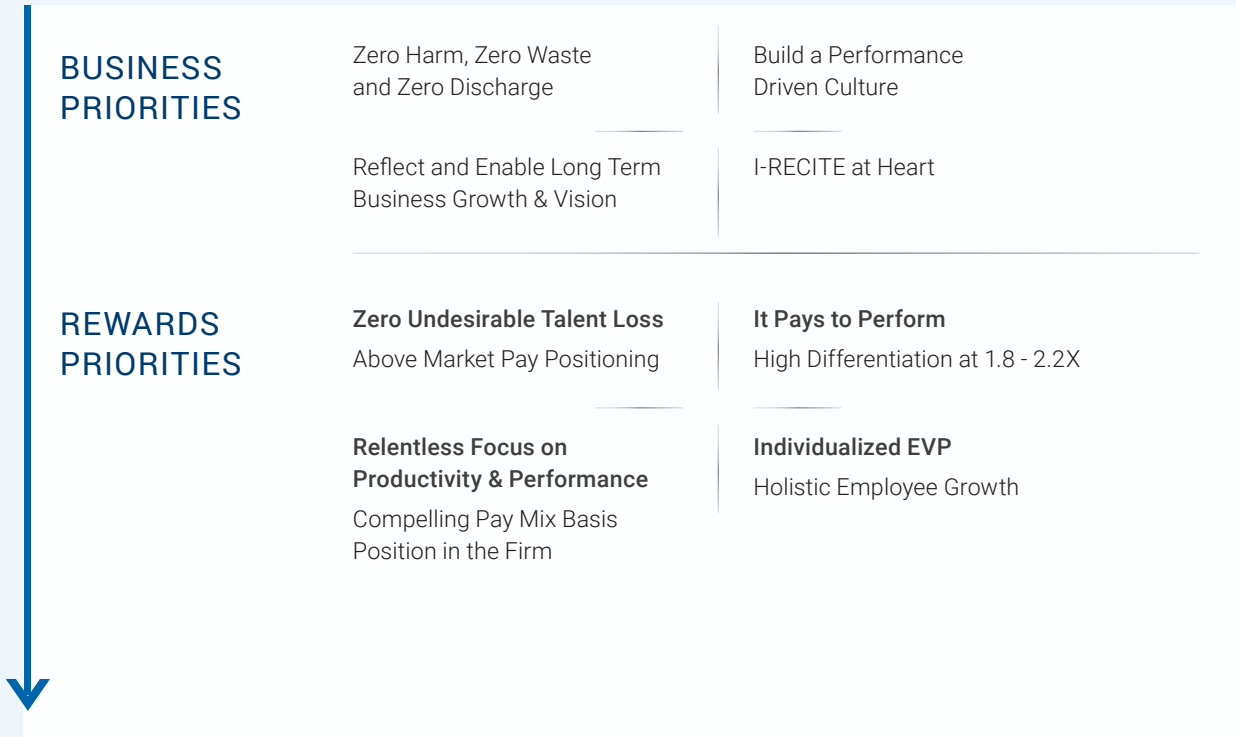 BUSINESS
PRIORITIES
Zero Harm, Zero Waste
and Zero Discharge
Build a Performance
Driven Culture
Reflect and Enable Long Term
Business Growth & Vision
I-RECITE at Heart
REWARDS
PRIORITIES
Zero Undesirable Talent Loss
Above Market Pay Positioning
It Pays to Perform
High Differentiation at 1.8 - 2.2X
Relentless Focus on
Productivity & Performance
Compelling Pay Mix Basis
Position in the Firm
Individualized EVP
Holistic Employee Growth